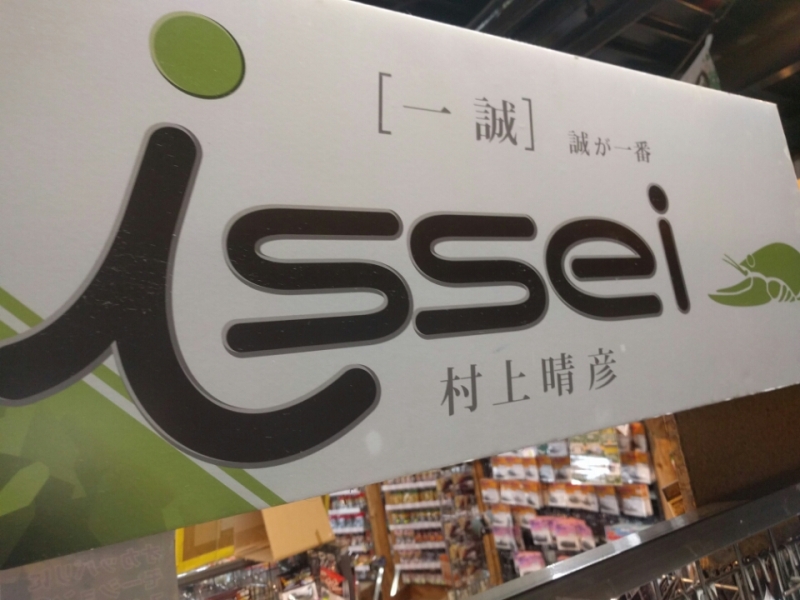 [一誠] 誠が一番
issei
村上晴彦